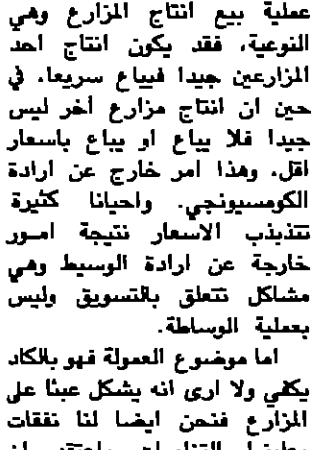 عملية بيع انتاج المزارع وهي
النوعية، فقد يكون انتاج احد
المزارعين جيدا فيباع سريعا، في
حين ان انتاج مزارع أخر ليس
جيدا فلا يباع او يباع باسعار
اقل، وهذا امر خارج عن ارادة
الكومسيونجي. واحيانا كثيرة
تتذبذب الاسعار نتيجة امور
خارجة عن ارادة الوسيط وهي
مشاكل تتعلق بالتسويق وليس
بعملية الوساطة.
اما موضوع العمولة فهو بالكاد
يكفي ولا ارى انه يشكل عبئا على
المزارع فنحن ايضا لنا نفقات